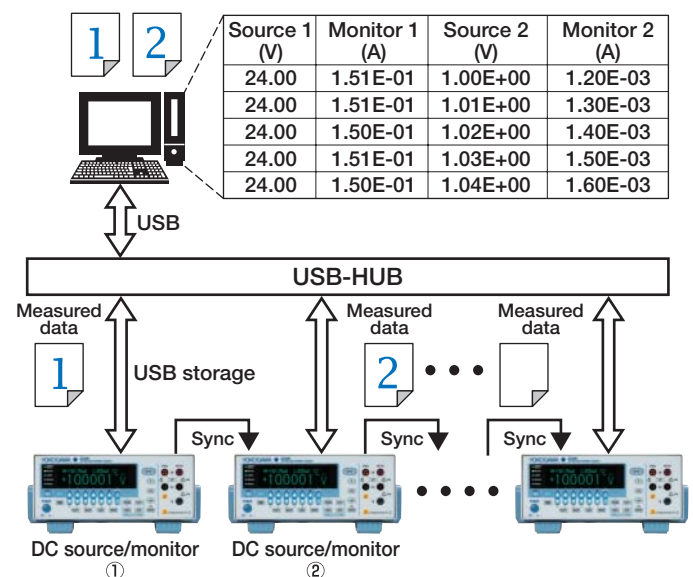 1 2
Source 1 (V) Monitor 1 (A) Source 2 (V) Monitor 2 (A)
24.00 1.51E-01 1.00E+00 1.20E-03
24.00 1.51E-01 1.01E+00 1.30E-03
24.00 1.50E-01 1.02E+00 1.40E-03
24.00 1.51E-01 1.03E+00 1.50E-03
24.00 1.50E-01 1.04E+00 1.60E-03
USB
USB-HUB
Measured data
1
USB storage
Measured data
2
Measured data
Sync
Sync
Sync
YOKOGAWA
YOKOGAWA
YOKOGAWA
DC source/monitor
①
DC source/monitor
②